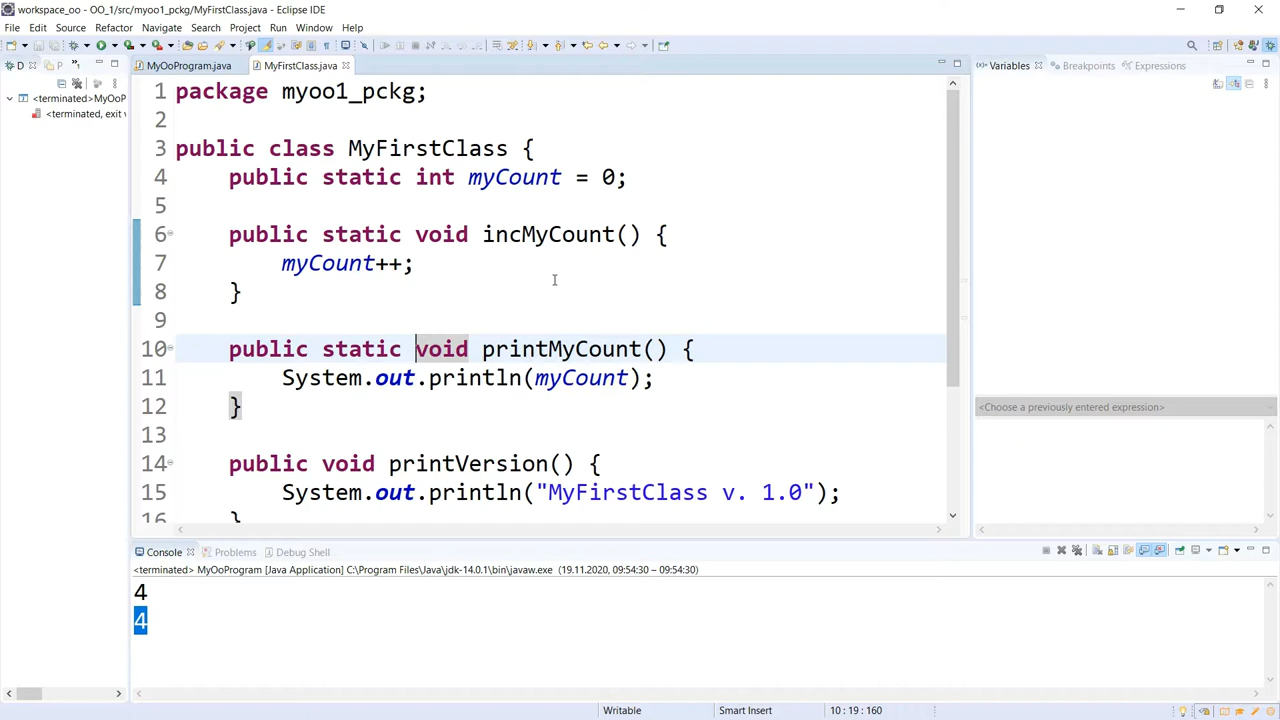 workspace_oo - OO_1/src/myoo1_pckg/MyFirstClass.java - Eclipse IDE
File Edit Source Refactor Navigate Search Project Run Window Help
D P MyOoProgram.java MyFirstClass.java Variables Breakpoints Expressions
<terminated>MyOoP
<terminated, exit v
1 package myoo1_pckg;
2
3 public class MyFirstClass {
4 public static int myCount = 0;
5
6 public static void incMyCount() {
7 myCount++;
8 }
9
10 public static void printMyCount() {
11 System.out.println(myCount);
12 }
13
14 public void printVersion() {
15 System.out.println("MyFirstClass v. 1.0");
16 }
<Choose a previously entered expression>
Console Problems Debug Shell
<terminated> MyOoProgram [Java Application] C:\Program Files\Java\jdk-14.0.1\bin\javaw.exe (19.11.2020, 09:54:30 – 09:54:30)
4
4
Writable Smart Insert 10 : 19 : 160